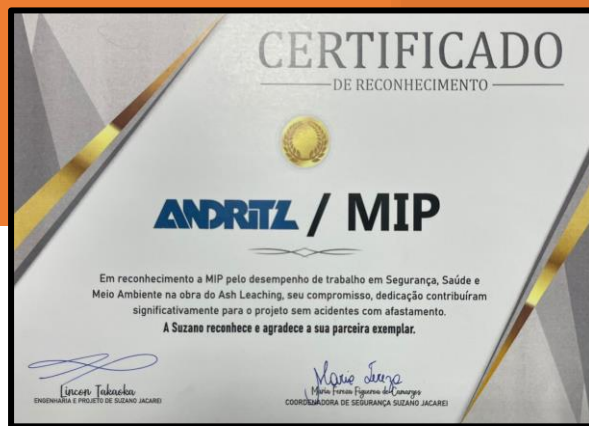 CERTIFICADO
DE RECONHECIMENTO
ANDRITZ / MIP
Em reconhecimento a MIP pelo desempenho de trabalho em Segurança, Saúde e
Meio Ambiente na obra do Ash Leaching, seu compromisso, dedicação contribuíram
significativamente para o projeto sem acidentes com afastamento.
A Suzano reconhece e agradece a sua parceira exemplar.
Lincon Takaoka
ENGENHARIA E PROJETO DE SUZANO JACAREI
Maria
COORDENADORA DE SEGURANÇA SUZANO JACAREI